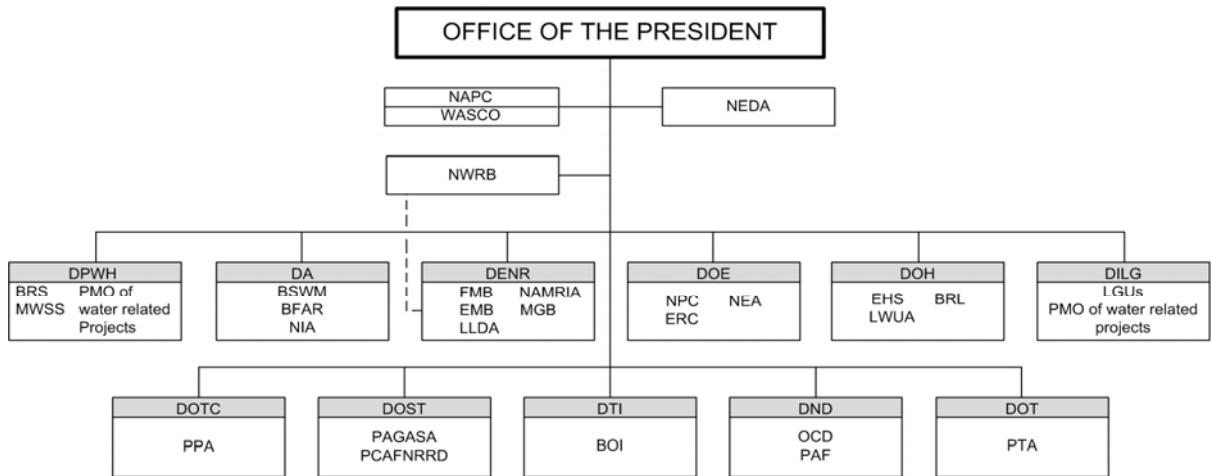 OFFICE OF THE PRESIDENT
NAPC
WASCO
NEDA
NWRB
DPWH
BRS PMO of
MWSS water related
Projects
DA
BSWM
BFAR
NIA
DENR
FMB NAMRIA
EMB MGB
LLDA
DOE
NPC NEA
ERC
DOH
EHS BRL
LWUA
DILG
LGUs
PMO of water related
projects
DOTC
PPA
DOST
PAGASA
PCAFNRRD
DTI
BOI
DND
OCD
PAF
DOT
PTA